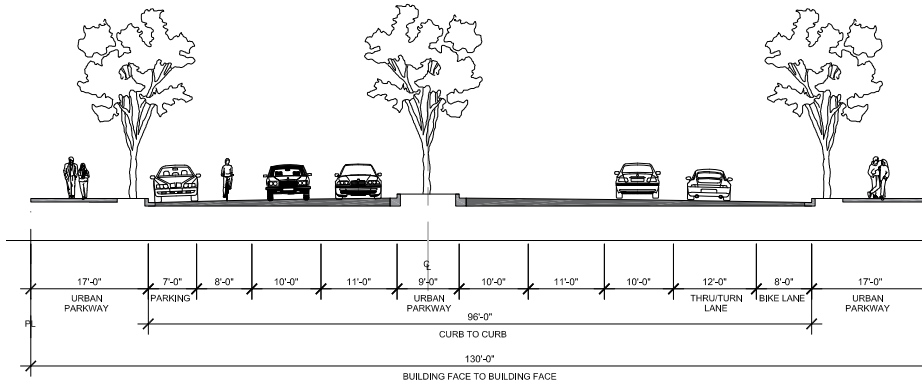 ℄
17'-0" 7'-0" 8'-0" 10'-0" 11'-0" 9'-0" 10'-0" 11'-0" 10'-0" 12'-0" 8'-0" 17'-0"
URBAN PARKING URBAN THRU/TURN BIKE LANE URBAN
PARKWAY PARKWAY LANE PARKWAY
PL 96'-0"
CURB TO CURB
130'-0"
BUILDING FACE TO BUILDING FACE